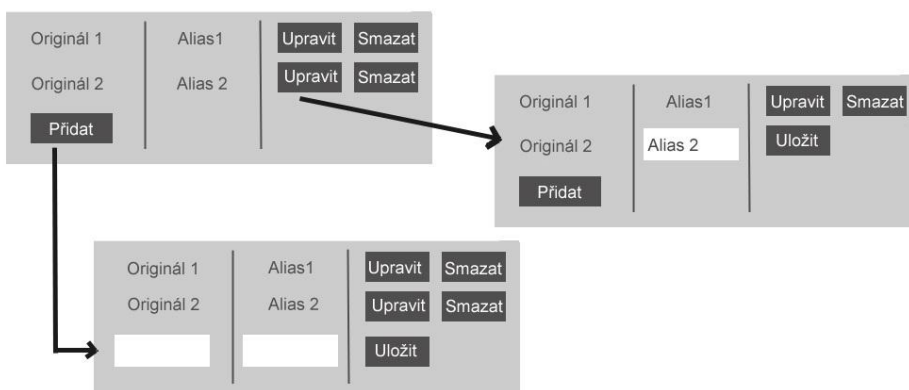 Originál 1 Alias1 Upravit Smazat
Originál 2 Alias 2 Upravit Smazat
Přidat
Originál 1 Alias1 Upravit Smazat
Originál 2 Alias 2 Uložit
Přidat
Originál 1 Alias1 Upravit Smazat
Originál 2 Alias 2 Upravit Smazat
Uložit